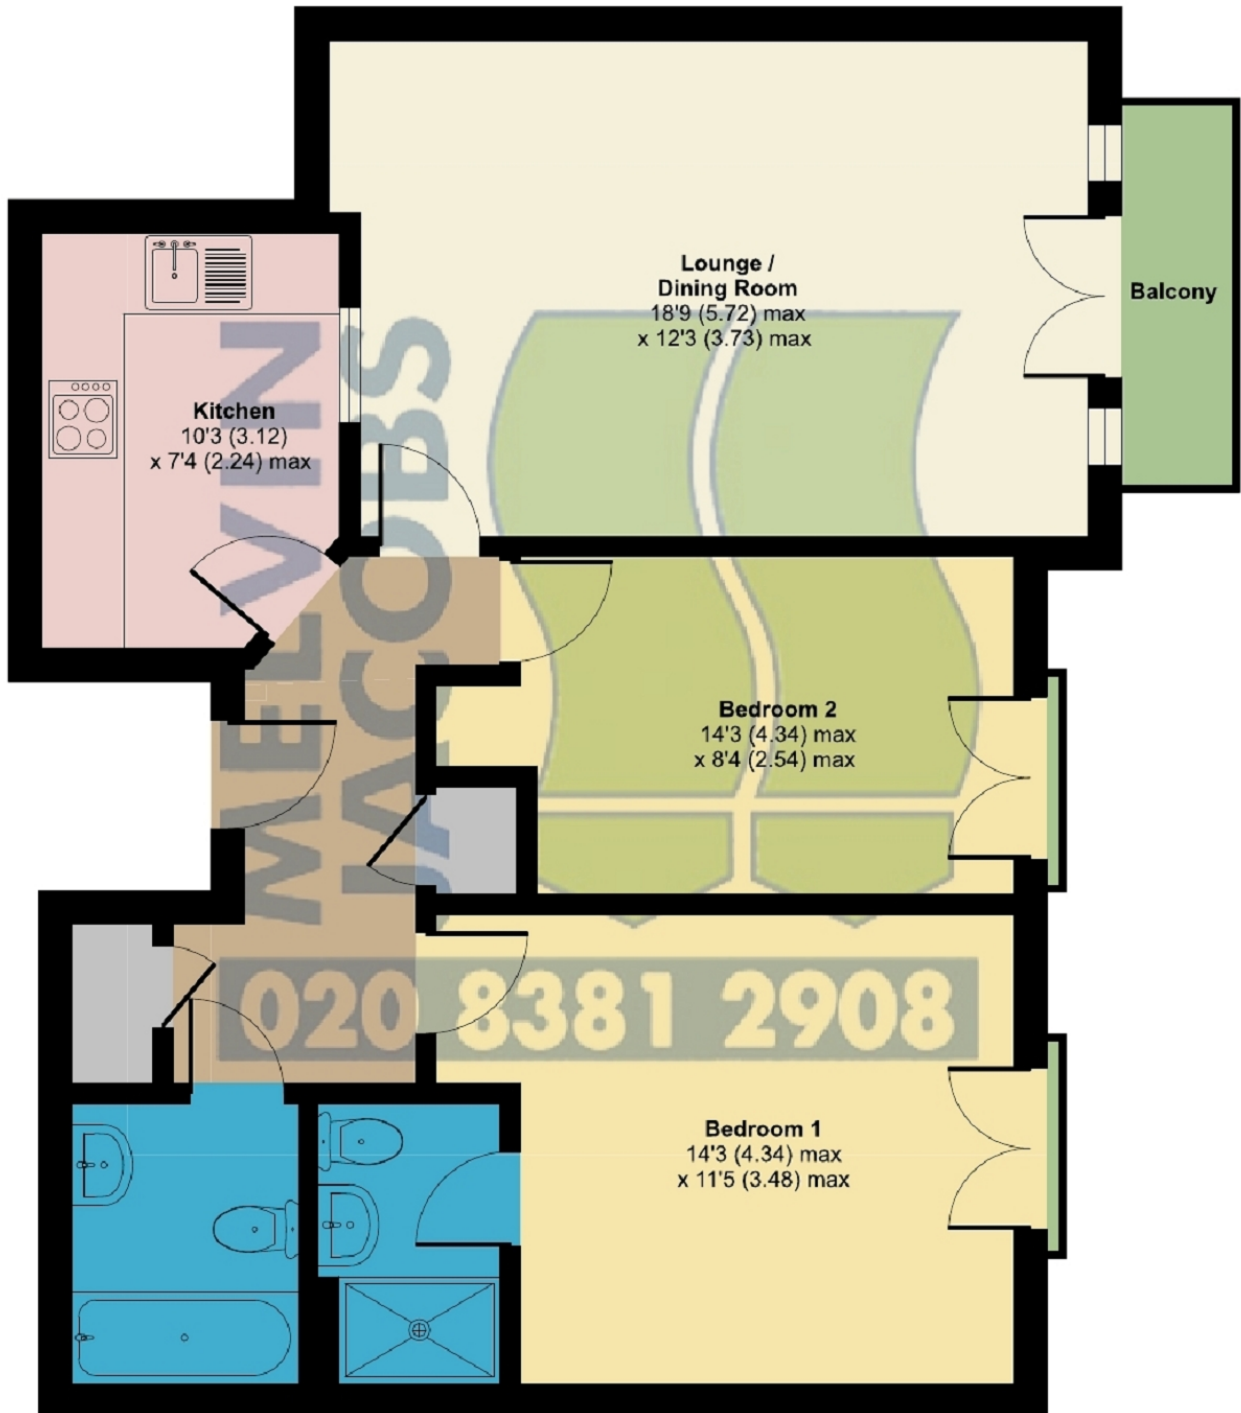 Lounge /
Dining Room
18'9 (5.72) max
x 12'3 (3.73) max
Balcony
Kitchen
10'3 (3.12)
x 7'4 (2.24) max
Bedroom 2
14'3 (4.34) max
x 8'4 (2.54) max
Bedroom 1
14'3 (4.34) max
x 11'5 (3.48) max
MELVIN
JACOBS
020 8381 2908